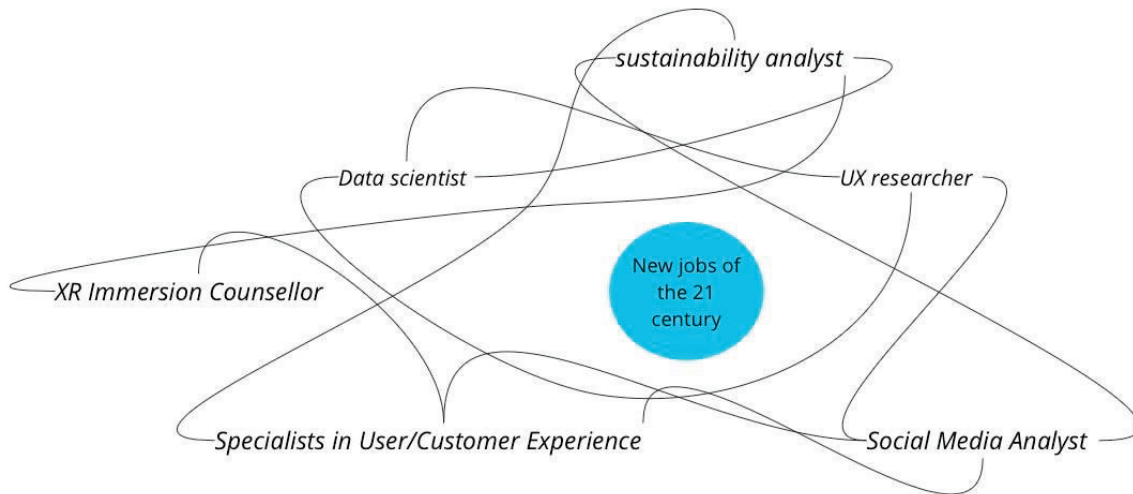 sustainability analyst
Data scientist
UX researcher
New jobs of
the 21
century
XR Immersion Counsellor
Specialists in User/Customer Experience
Social Media Analyst